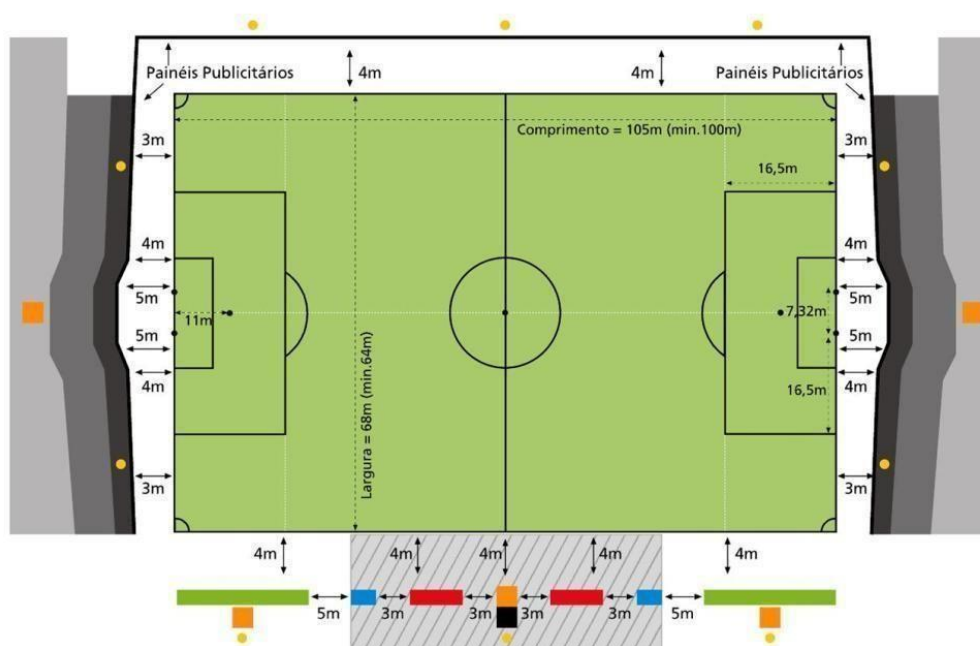 4m
4m
Painéis Publicitários
Painéis Publicitários
Comprimento = 105m (min.100m)
3m
3m
16,5m
4m
4m
5m
5m
11m
7,32m
5m
5m
4m
4m
16,5m
Largura = 68m (min.64m)
3m
3m
4m
4m
4m
4m
4m
5m
3m
3m
3m
3m
5m